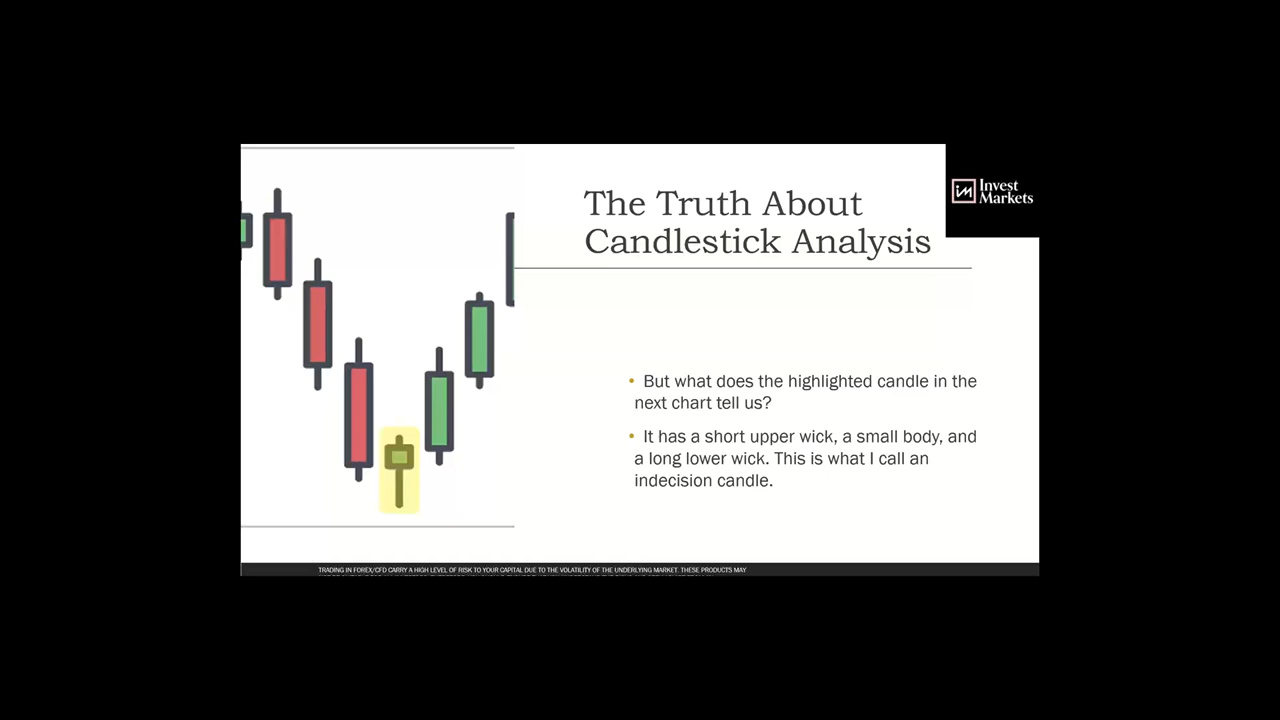 The Truth About
Candlestick Analysis
iM Invest
Markets
• But what does the highlighted candle in the
next chart tell us?
• It has a short upper wick, a small body, and
a long lower wick. This is what I call an
indecision candle.
TRADING IN FOREX/CFD CARRY A HIGH LEVEL OF RISK TO YOUR CAPITAL DUE TO THE VOLATILITY OF THE UNDERLYING MARKET. THESE PRODUCTS MAY